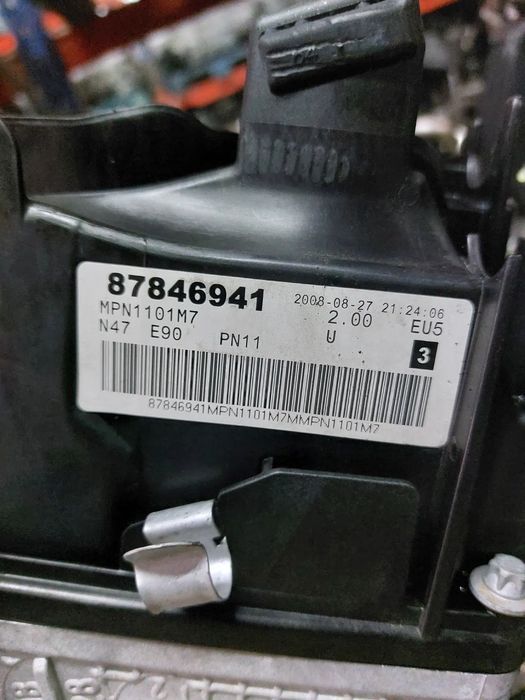 87846941 2008-08-27 21:24:06
MPN1101M7 2.00 EU5
N47 E90 PN11 U 3
87846941MPN1101M7MMPN1101M7